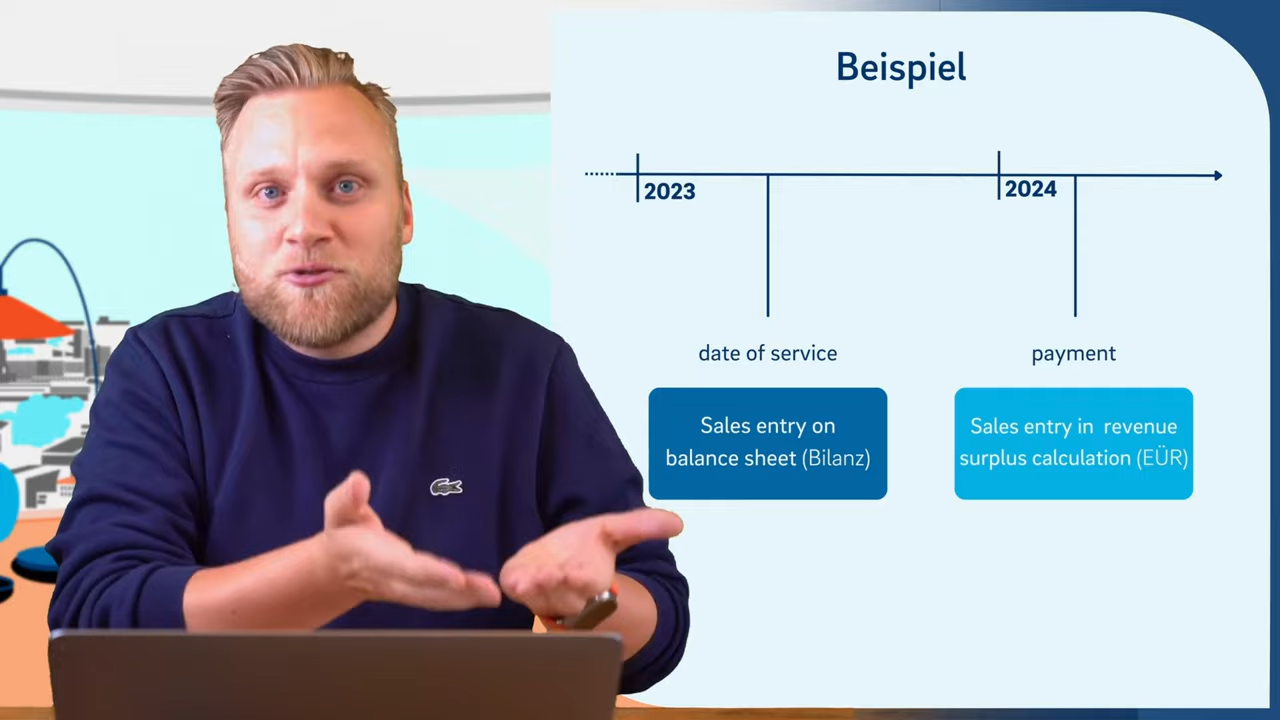 Beispiel
2023
2024
date of service
payment
Sales entry on
balance sheet (Bilanz)
Sales entry in revenue
surplus calculation (EÜR)